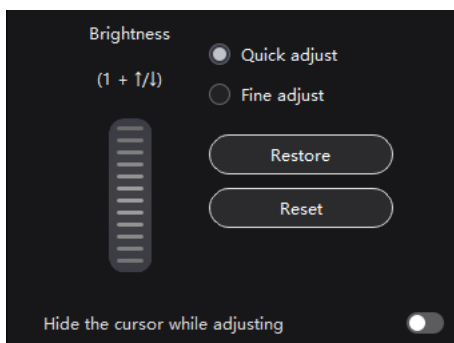 Brightness
(1 + ↑/↓)
Quick adjust
Fine adjust
Restore
Reset
Hide the cursor while adjusting